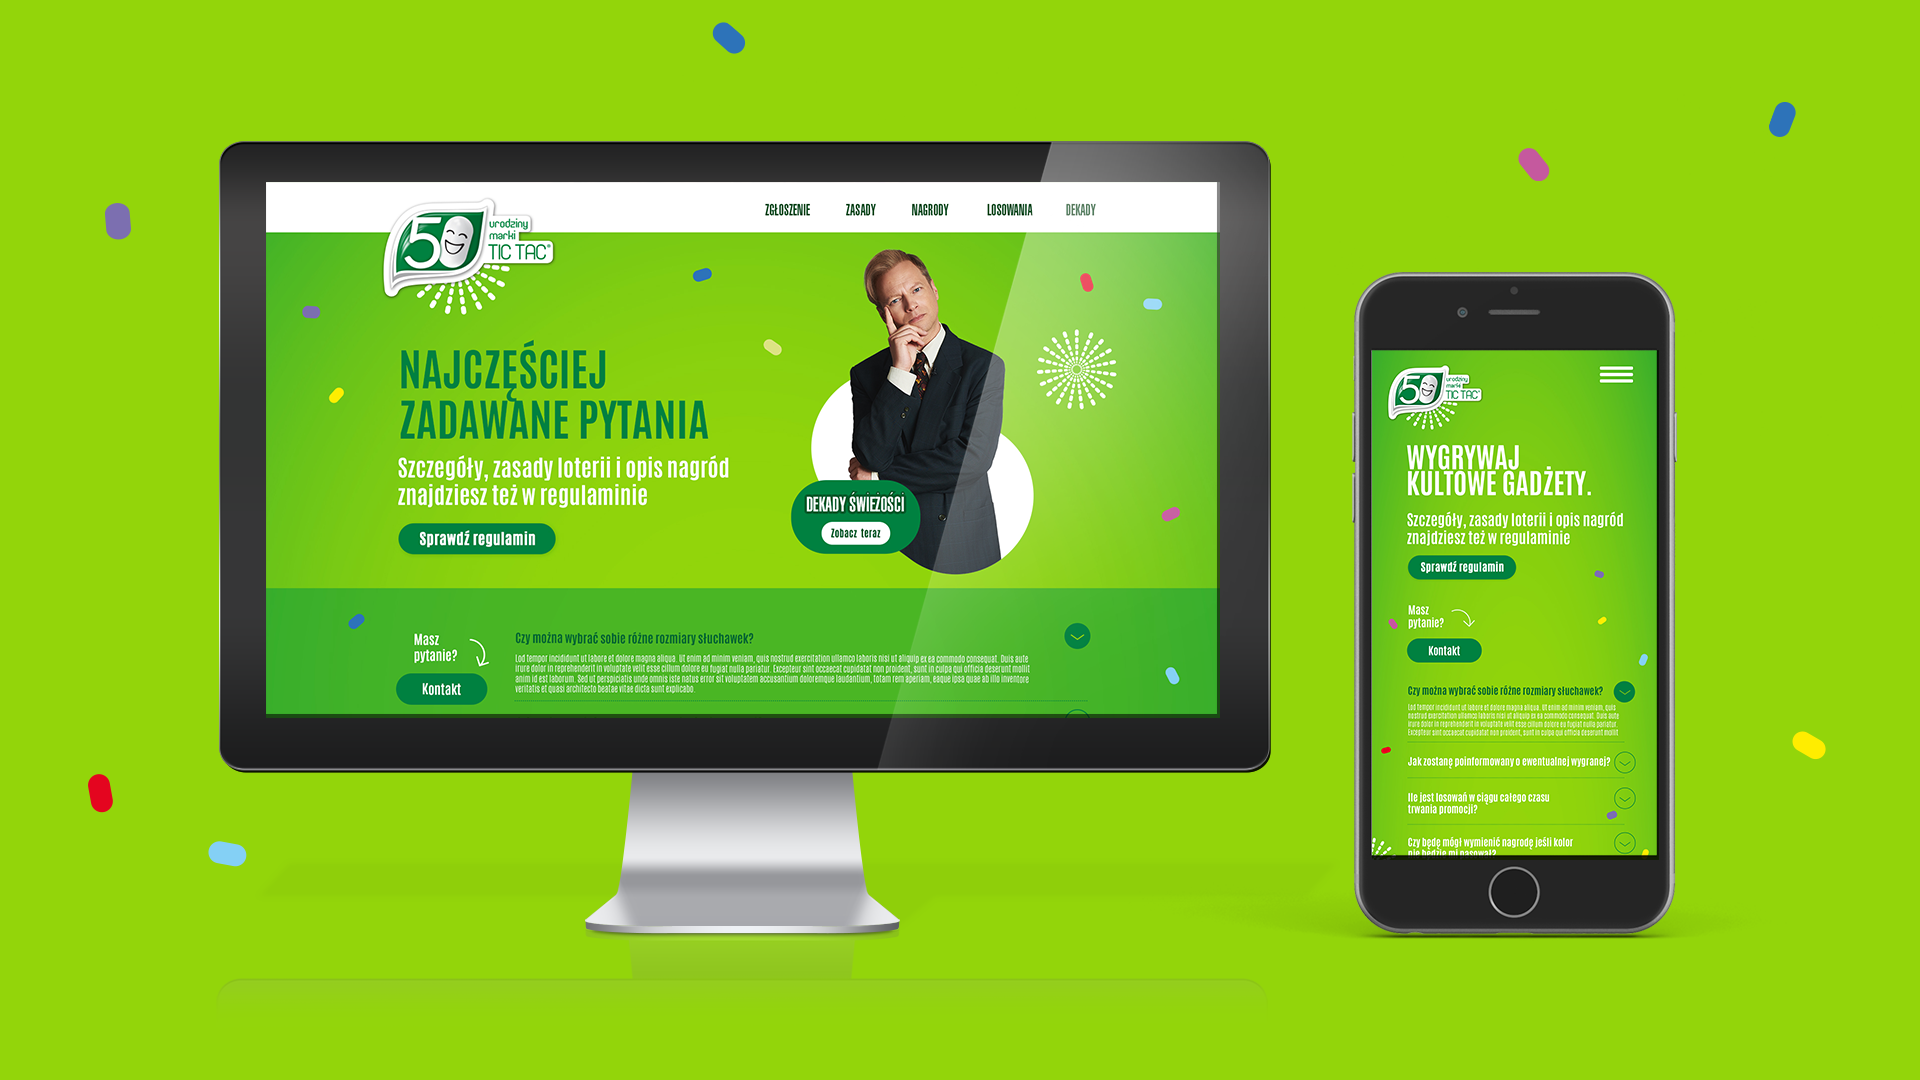 50 urodziny
marki
TIC TAC®
ZGŁOSZENIE ZASADY NAGRODY LOSOWANIA DEKADY
NAJCZĘŚCIEJ
ZADAWANE PYTANIA
Szczegóły, zasady loterii i opis nagród
znajdziesz też w regulaminie
Sprawdź regulamin
DEKADY ŚWIEŻOŚCI
Zobacz teraz
Masz
pytanie?
Kontakt
Czy można wybrać sobie różne rozmiary słuchawek?
Lod tempor incididunt ut labore et dolore magna aliqua. Ut enim ad minim veniam, quis nostrud exercitation ullamco laboris nisi ut aliquip ex ea commodo consequat. Duis aute
irure dolor in reprehenderit in voluptate velit esse cillum dolore eu fugiat nulla pariatur. Excepteur sint occaecat cupidatat non proident, sunt in culpa qui officia deserunt mollit
anim id est laborum. Sed ut perspiciatis unde omnis iste natus error sit voluptatem accusantium doloremque laudantium, totam rem aperiam, eaque ipsa quae ab illo inventore
veritatis et quasi architecto beatae vitae dicta sunt explicabo.
50 urodziny
marki
TIC TAC®
WYGRYWAJ
KULTOWE GADŻETY.
Szczegóły, zasady loterii i opis nagród
znajdziesz też w regulaminie
Sprawdź regulamin
Masz
pytanie?
Kontakt
Czy można wybrać sobie różne rozmiary słuchawek?
Lod tempor incididunt ut labore et dolore magna aliqua. Ut enim ad minim veniam, quis
nostrud exercitation ullamco laboris nisi ut aliquip ex ea commodo consequat. Duis aute
irure dolor in reprehenderit in voluptate velit esse cillum dolore eu fugiat nulla pariatur.
Excepteur sint occaecat cupidatat non proident, sunt in culpa qui officia deserunt mollit
Jak zostanę poinformowany o ewentualnej wygranej?
Ile jest losowań w ciągu całego czasu
trwania promocji?
Czy będę mógł wymienić nagrodę jeśli kolor
nie będzie mi pasował?